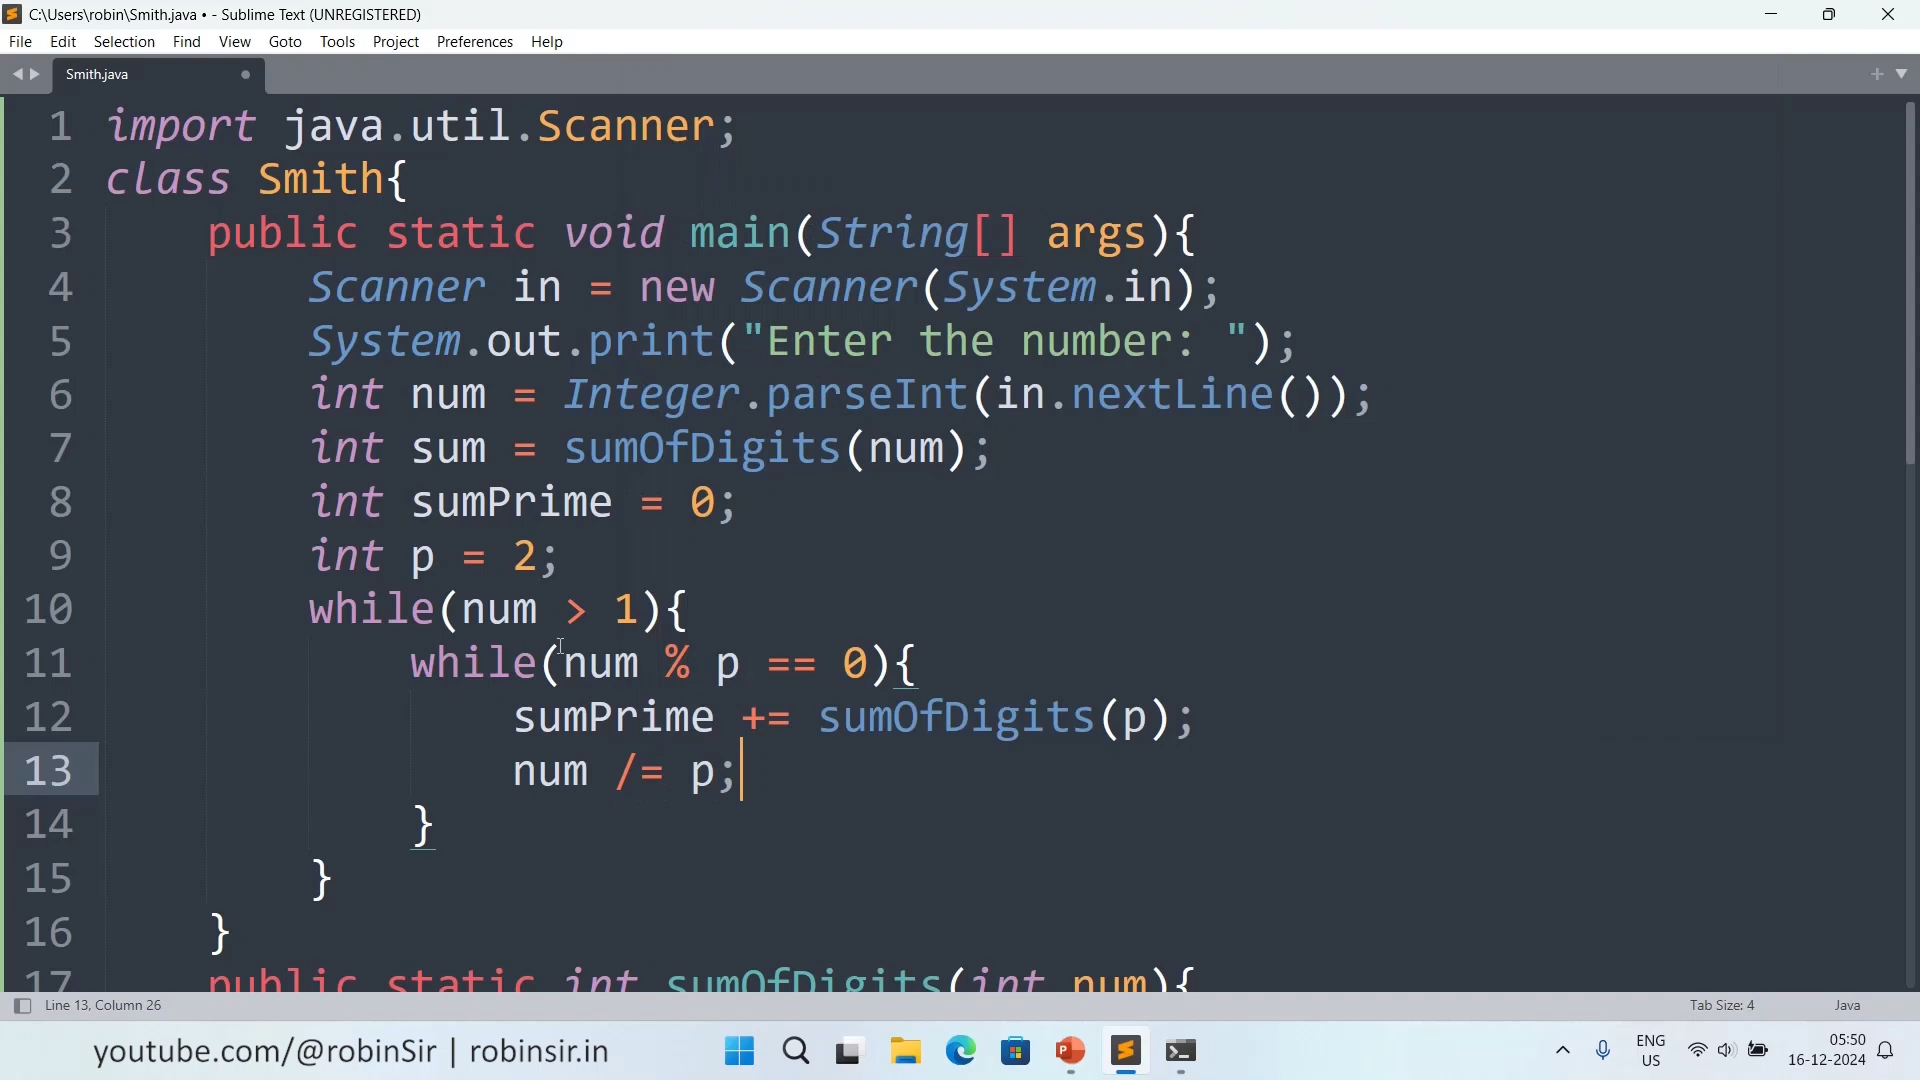 C:\Users\robin\Smith.java • - Sublime Text (UNREGISTERED)
File Edit Selection Find View Goto Tools Project Preferences Help
Smith.java
1 import java.util.Scanner;
2 class Smith{
3 public static void main(String[] args){
4 Scanner in = new Scanner(System.in);
5 System.out.print("Enter the number: ");
6 int num = Integer.parseInt(in.nextLine());
7 int sum = sumOfDigits(num);
8 int sumPrime = 0;
9 int p = 2;
10 while(num > 1){
11 while(num % p == 0){
12 sumPrime += sumOfDigits(p);
13 num /= p;
14 }
15 }
16 }
17 public static int sumOfDigits(int num){
Line 13, Column 26 Tab Size: 4 Java
youtube.com/@robinSir | robinsir.in
ENG
US
05:50
16-12-2024